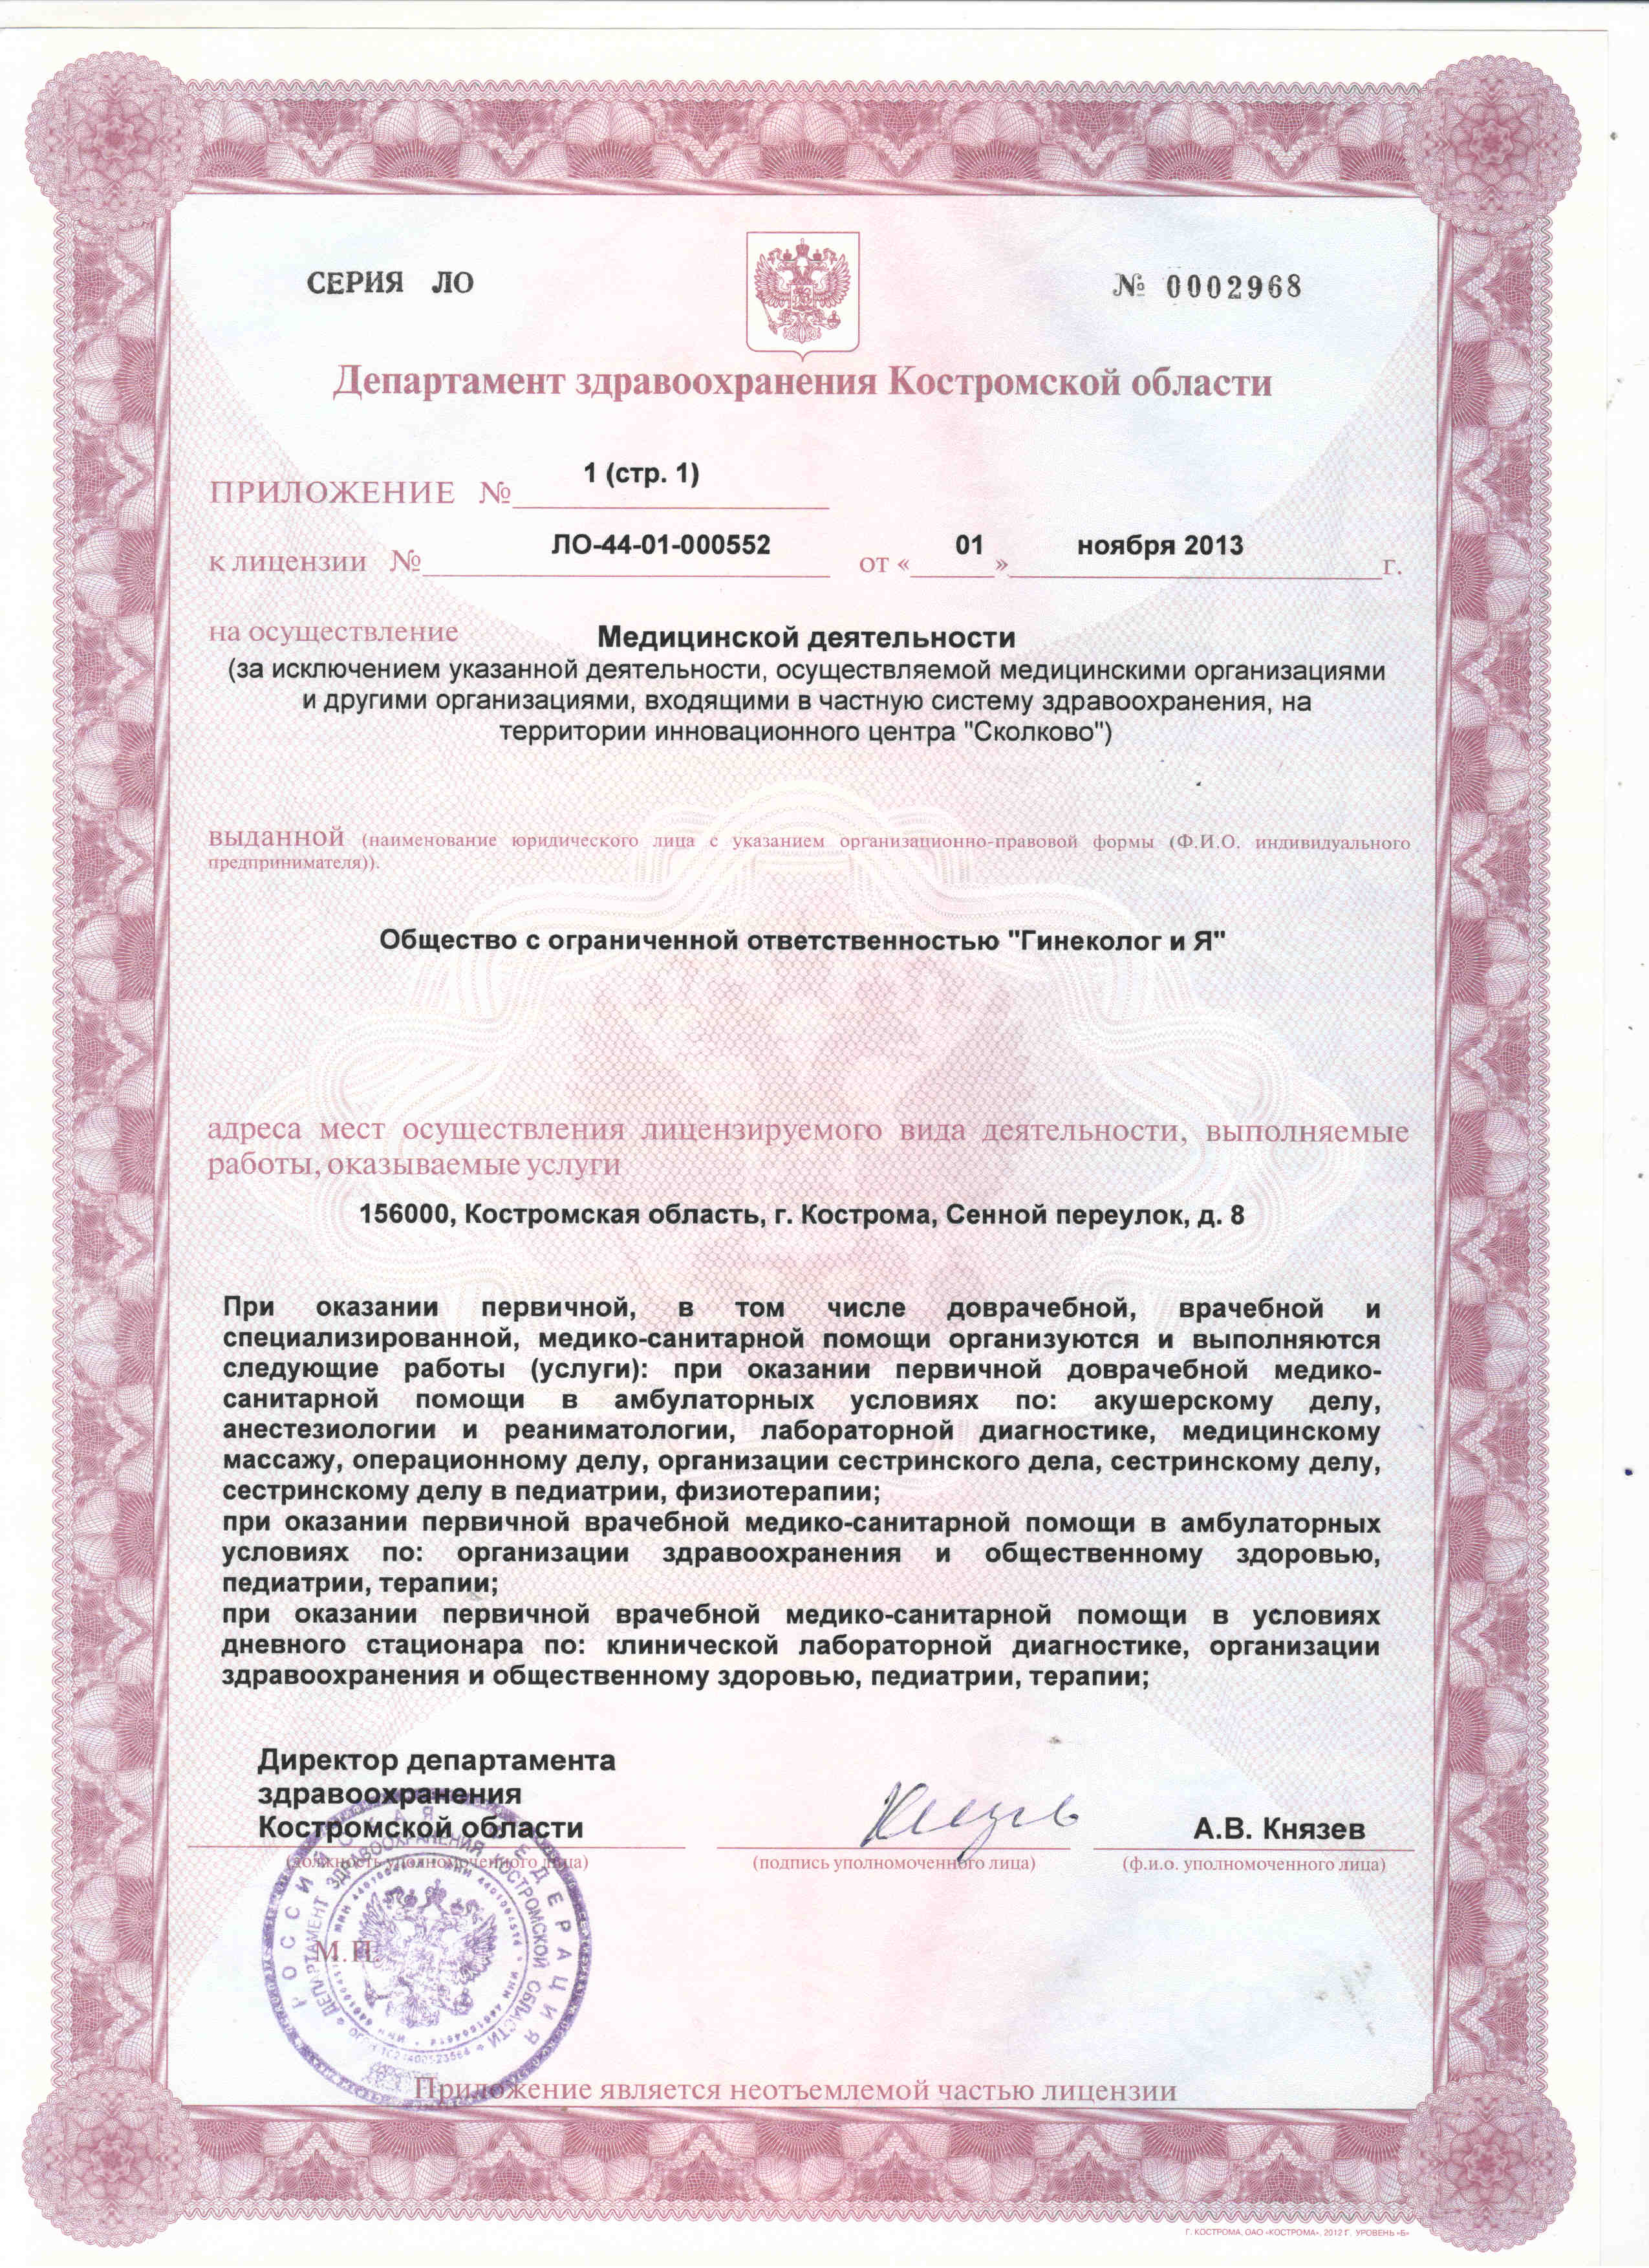 СЕРИЯ ЛО
№ 0002968
Департамент здравоохранения Костромской области
1 (стр. 1)
ПРИЛОЖЕНИЕ №
ЛО-44-01-000552 01 ноября 2013
к лицензии № от « » г.
на осуществление Медицинской деятельности
(за исключением указанной деятельности, осуществляемой медицинскими организациями
и другими организациями, входящими в частную систему здравоохранения, на
территории инновационного центра "Сколково")
выданной (наименование юридического лица с указанием организационно-правовой формы (Ф.И.О. индивидуального
предпринимателя)).
Общество с ограниченной ответственностью "Гинеколог и Я"
адреса мест осуществления лицензируемого вида деятельности, выполняемые
работы, оказываемые услуги
156000, Костромская область, г. Кострома, Сенной переулок, д. 8
При оказании первичной, в том числе доврачебной, врачебной и
специализированной, медико-санитарной помощи организуются и выполняются
следующие работы (услуги): при оказании первичной доврачебной медико-
санитарной помощи в амбулаторных условиях по: акушерскому делу,
анестезиологии и реаниматологии, лабораторной диагностике, медицинскому
массажу, операционному делу, организации сестринского дела, сестринскому делу,
сестринскому делу в педиатрии, физиотерапии;
при оказании первичной врачебной медико-санитарной помощи в амбулаторных
условиях по: организации здравоохранения и общественному здоровью,
педиатрии, терапии;
при оказании первичной врачебной медико-санитарной помощи в условиях
дневного стационара по: клинической лабораторной диагностике, организации
здравоохранения и общественному здоровью, педиатрии, терапии;
Директор департамента
здравоохранения
Костромской области
А.В. Князев
(должность уполномоченного лица)
(подпись уполномоченного лица)
(ф.и.о. уполномоченного лица)
РОССИЙСКАЯ ФЕДЕРАЦИЯ
ДЕПАРТАМЕНТ ЗДРАВООХРАНЕНИЯ КОСТРОМСКОЙ ОБЛАСТИ
М.П.
Приложение является неотъемлемой частью лицензии
Г. КОСТРОМА, ОАО «КОСТРОМА», 2012 Г. УРОВЕНЬ «Б»